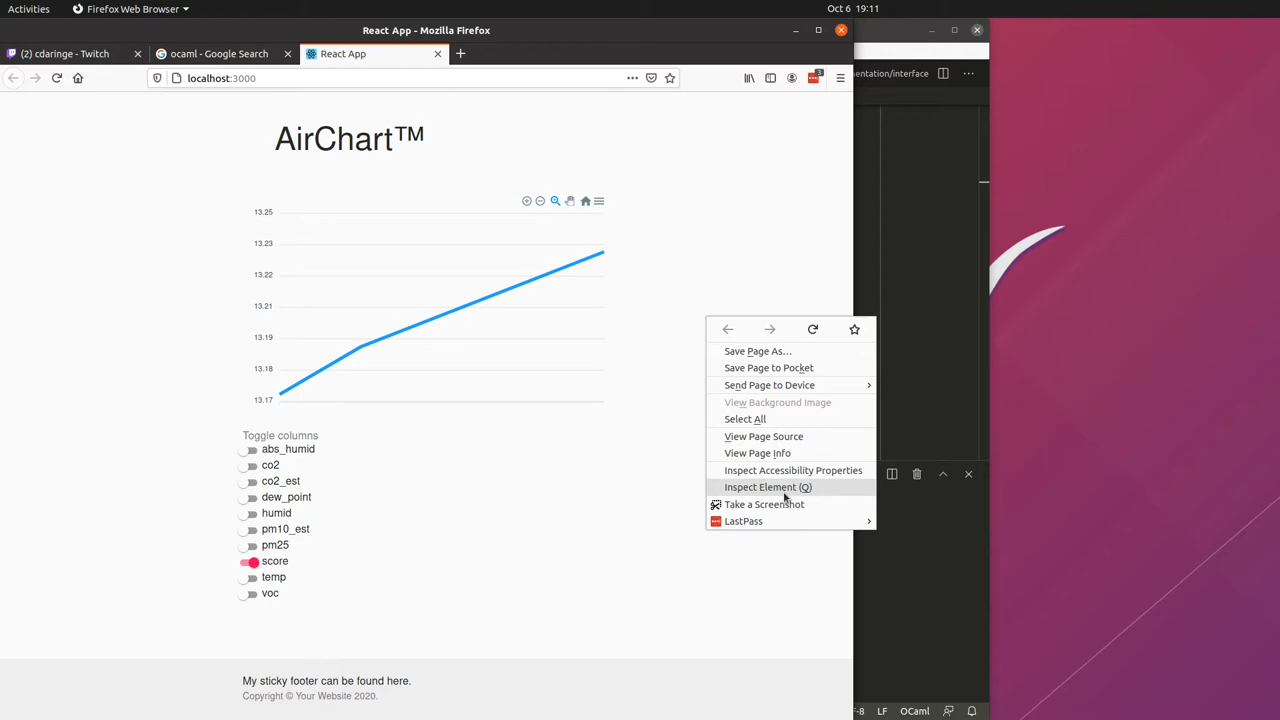 Activities
Firefox Web Browser
Oct 6 19:11
React App - Mozilla Firefox
(2) cdaringe - Twitch
ocaml - Google Search
React App
localhost:3000
3
mentation/interface
AirChart™
13.25
13.23
13.22
13.21
13.19
13.18
13.17
Toggle columns
abs_humid
co2
co2_est
dew_point
humid
pm10_est
pm25
score
temp
voc
Save Page As…
Save Page to Pocket
Send Page to Device
View Background Image
Select All
View Page Source
View Page Info
Inspect Accessibility Properties
Inspect Element (Q)
Take a Screenshot
LastPass
My sticky footer can be found here.
Copyright © Your Website 2020.
F-8
LF
OCaml